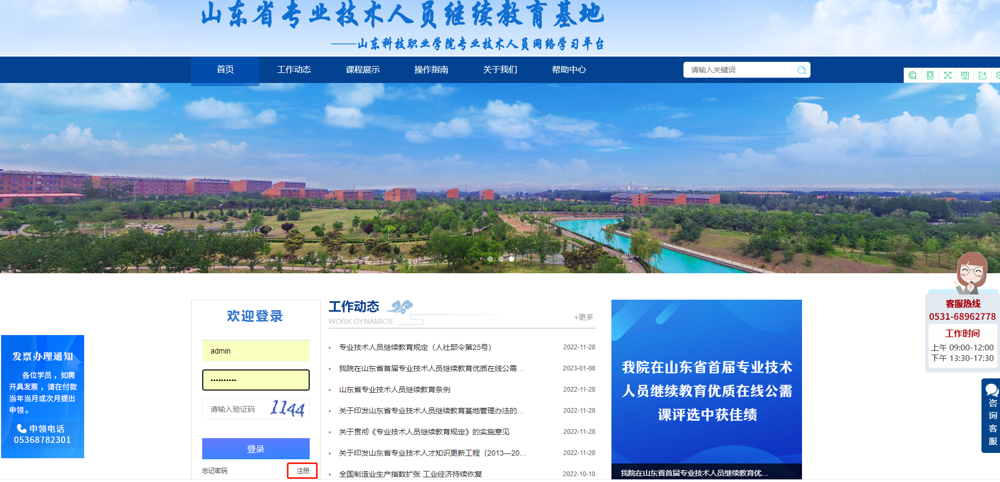 山东省专业技术人员继续教育基地
——山东科技职业学院专业技术人员网络学习平台
首页 工作动态 课程展示 操作指南 关于我们 帮助中心 请输入关键词
客服热线
0531-68962778
工作时间
上午 09:00-12:00
下午 13:30-17:30
咨询客服
发票办理通知
各位学员，如需
开具发票，请在付款
当年当月或次月提出
申领。
申领电话
05368782301
欢迎登录
admin
••••••••••
请输入验证码 1144
登录
忘记密码 注册
工作动态
WORK DYNAMICS +更多
专业技术人员继续教育规定（人社部令第25号） 2022-11-28
我院在山东省首届专业技术人员继续教育优质在线公需... 2023-01-08
山东省专业技术人员继续教育条例 2022-11-28
关于印发山东省专业技术人员继续教育基地管理办法的... 2022-11-28
关于贯彻《专业技术人员继续教育规定》的实施意见 2022-11-28
关于印发山东省专业技术人才知识更新工程（2013—20... 2022-11-28
全国制造业生产指数扩张 工业经济持续恢复 2022-10-10
我院在山东省首届专业技术
人员继续教育优质在线公需
课评选中获佳绩
我院在山东省首届专业技术人员继续教育优...